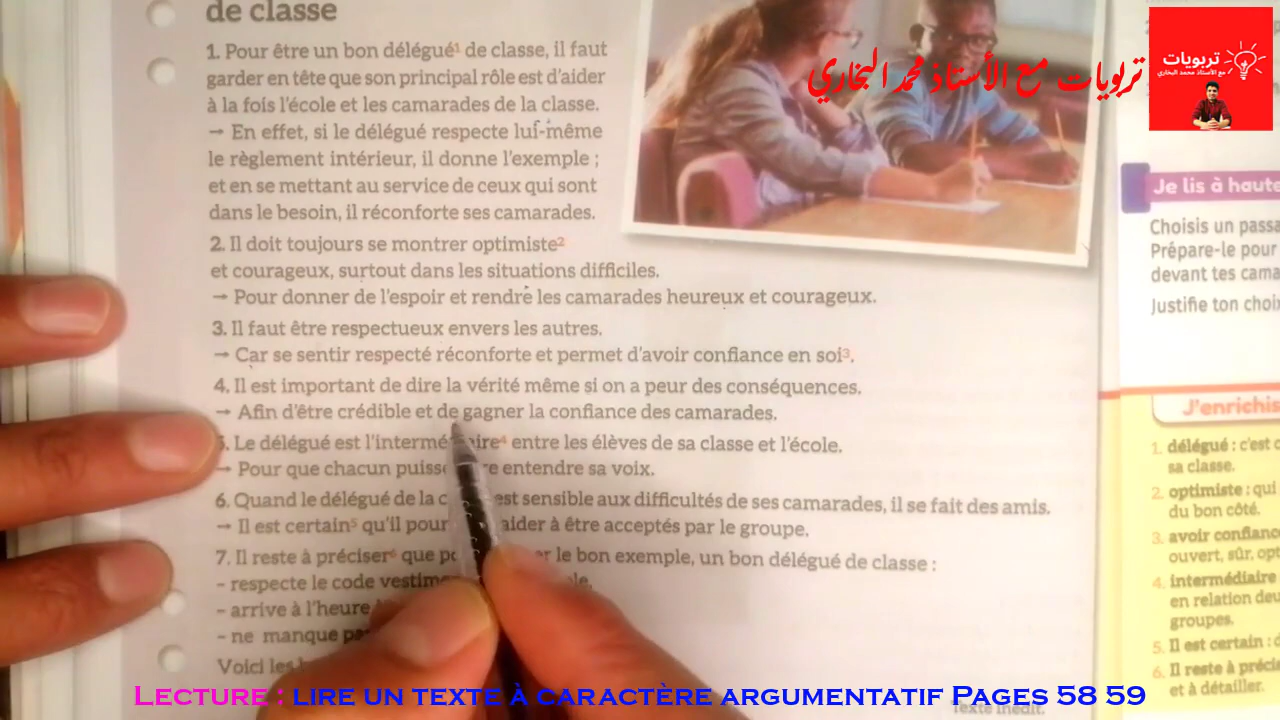 de classe
1. Pour être un bon délégué¹ de classe, il faut
garder en tête que son principal rôle est d'aider
à la fois l'école et les camarades de la classe.
→ En effet, si le délégué respecte lui-même
le règlement intérieur, il donne l'exemple ;
et en se mettant au service de ceux qui sont
dans le besoin, il réconforte ses camarades.
2. Il doit toujours se montrer optimiste²
et courageux, surtout dans les situations difficiles.
→ Pour donner de l'espoir et rendre les camarades heureux et courageux.
3. Il faut être respectueux envers les autres.
→ Car se sentir respecté réconforte et permet d'avoir confiance en soi³.
4. Il est important de dire la vérité même si on a peur des conséquences.
→ Afin d'être crédible et de gagner la confiance des camarades.
. Le délégué est entre les élèves de sa classe et l'école.
→ Pour que chacun entendre sa voix.
6. Quand le délégué de la est sensible aux difficultés de ses camarades, il se fait des amis.
→ Il est certain⁵ qu'il aider à être acceptés par le groupe.
7. Il reste à préciser⁶ que le bon exemple, un bon délégué de classe :
– respecte le code
– arrive à l'heure
– ne manque
Voici
Texte inédit.
تربويات مع الأستاذ محمد البخاري
تربويات
مع الأستاذ محمد البخاري
Je lis à haute
Choisis un
Prépare-le pour
devant tes
Justifie ton
J'enrichis
1. délégué : c'est
sa classe.
2. optimiste : qui
du bon côté.
3. avoir confiance
ouvert, sûr,
4. intermédiaire
en relation
groupes.
5. Il est certain :
6. Il reste à
et à détailler.
Lecture : lire un texte à caractère argumentatif Pages 58 59